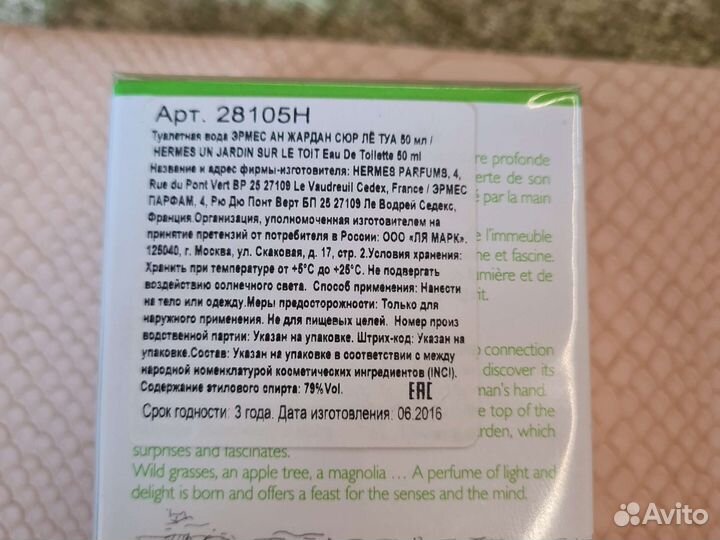 Арт. 28105H
Туалетная вода ЭРМЕС АН ЖАРДАН СЮР ЛЁ ТУА 50 мл /
HERMES UN JARDIN SUR LE TOIT Eau De Toilette 50 ml
Название и адрес фирмы-изготовителя: HERMES PARFUMS, 4,
Rue du Pont Vert BP 25 27109 Le Vaudreuil Cedex, France / ЭРМЕС
ПАРФАМ, 4, Рю Дю Понт Верт БП 25 27109 Ле Водрей Седекс,
Франция.Организация, уполномоченная изготовителем на
принятие претензий от потребителя в России: ООО «ЛЯ МАРК».
125040, г. Москва, ул. Скаковая, д. 17, стр. 2.Условия хранения:
Хранить при температуре от +5°C до +25°C. Не подвергать
воздействию солнечного света. Способ применения: Нанести
на тело или одежду.Меры предосторожности: Только для
наружного применения. Не для пищевых целей. Номер произ
водственной партии: Указан на упаковке. Штрих-код: Указан на
упаковке.Состав: Указан на упаковке в соответствии с между
народной номенклатурой косметических ингредиентов (INCI).
Содержание этилового спирта: 79%Vol.
EAC
Срок годности: 3 года. Дата изготовления: 06.2016
re profonde
erte de son
é par la main
e l'immeuble
ne et fascine.
umière et de
it.
connection
discover its
man's hand.
e top of the
rden, which
surprises and fascinates.
Wild grasses, an apple tree, a magnolia ... A perfume of light and
delight is born and offers a feast for the senses and the mind.
Avito